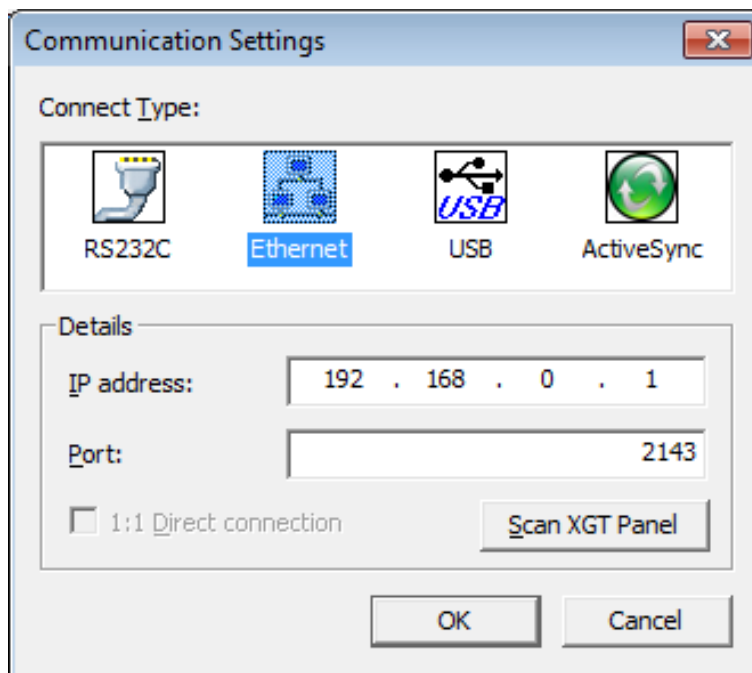 Communication Settings
Connect Type:
USB
RS232C Ethernet USB ActiveSync
Details
IP address: 192 . 168 . 0 . 1
Port: 2143
1:1 Direct connection Scan XGT Panel
OK Cancel